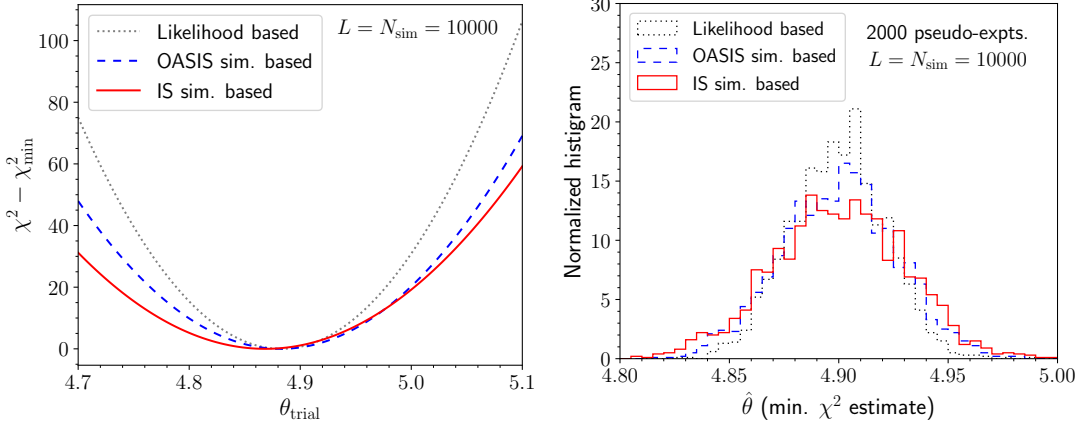 100
80
60
40
20
0
χ² − χ²_min
Likelihood based
OASIS sim. based
IS sim. based
L = N_sim = 10000
4.7 4.8 4.9 5.0 5.1
θ_trial
30
25
20
15
10
5
0
Normalized histigram
Likelihood based
OASIS sim. based
IS sim. based
2000 pseudo-expts.
L = N_sim = 10000
4.80 4.85 4.90 4.95 5.00
θ̂ (min. χ² estimate)